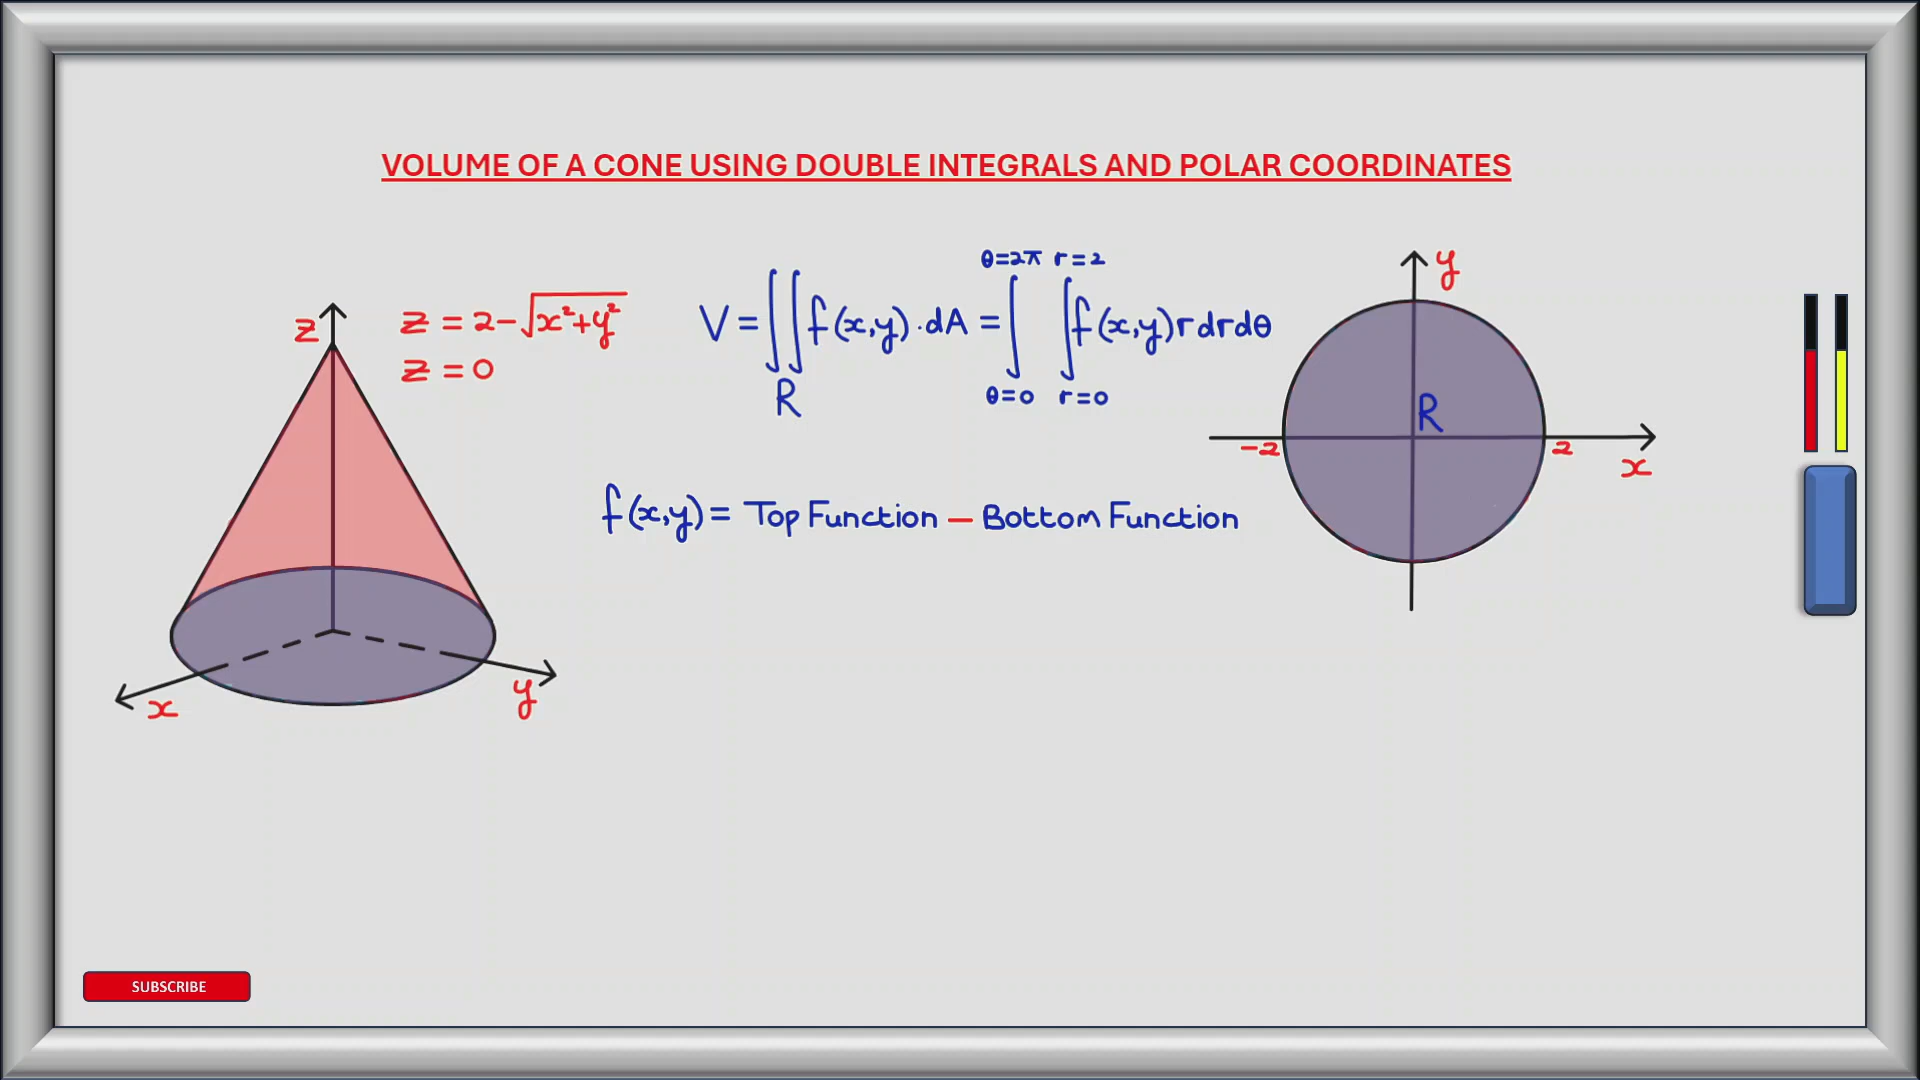 VOLUME OF A CONE USING DOUBLE INTEGRALS AND POLAR COORDINATES
z
z = 2-√x²+y²
z = 0
θ=2π r=2
V = ∫∫ f(x,y).dA = ∫ ∫ f(x,y) r dr dθ
R
θ=0 r=0
y
R
-2
2
x
f(x,y) = Top Function – Bottom Function
x
y
SUBSCRIBE